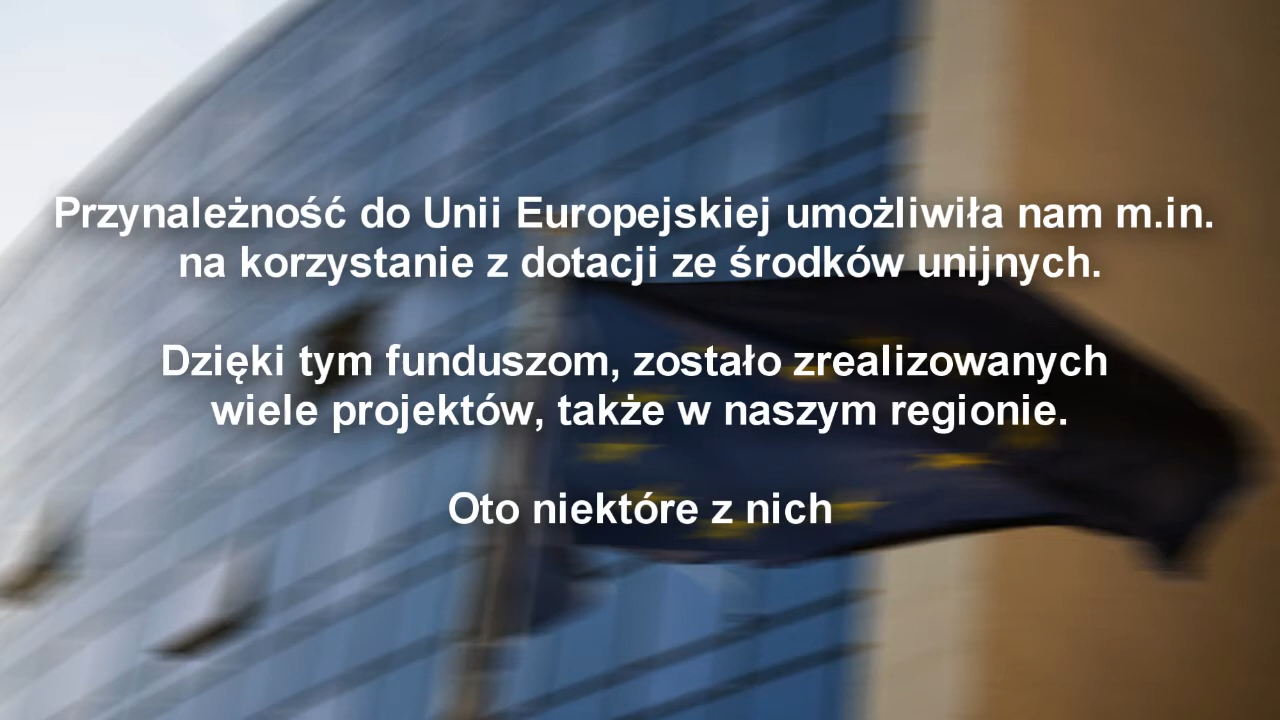 Przynależność do Unii Europejskiej umożliwiła nam m.in.
na korzystanie z dotacji ze środków unijnych.
Dzięki tym funduszom, zostało zrealizowanych
wiele projektów, także w naszym regionie.
Oto niektóre z nich